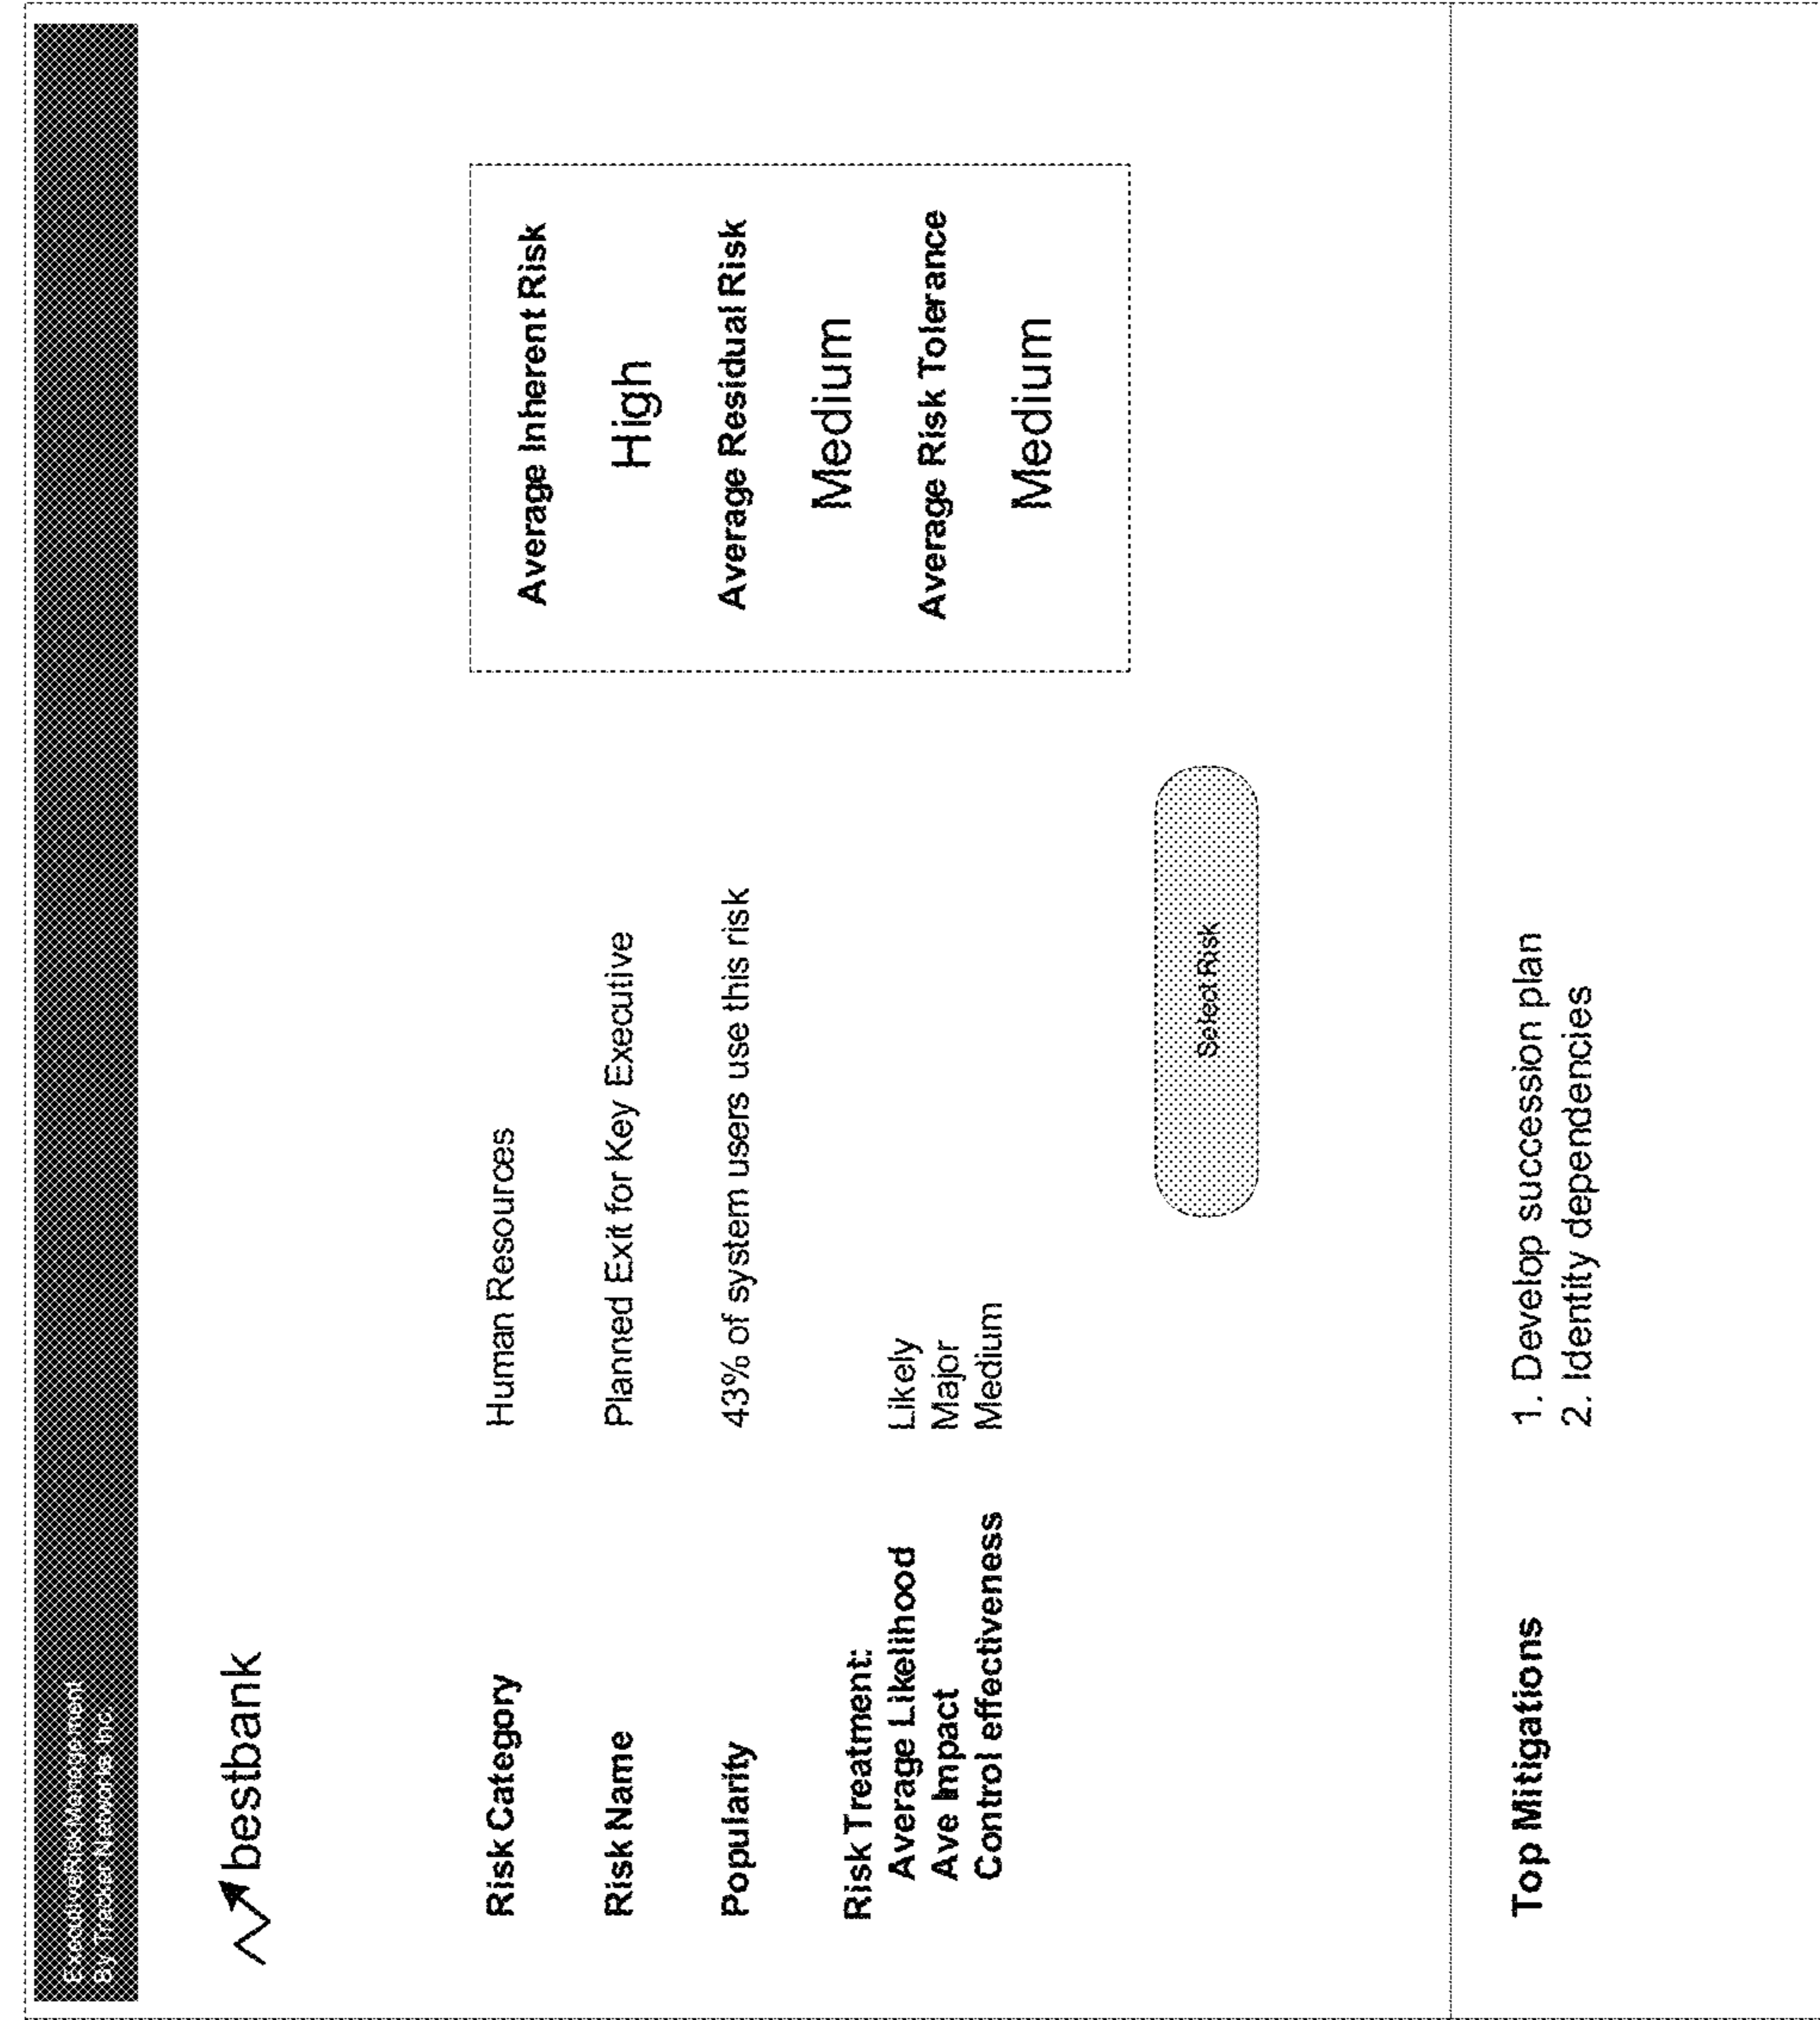 ExecutiveRiskManagement
By Tracker Networks Inc.
bestbank
Risk Category Human Resources
Risk Name Planned Exit for Key Executive
Popularity 43% of system users use this risk
Risk Treatment:
Average Likelihood Likely
Ave Impact Major
Control effectiveness Medium
Average Inherent Risk
High
Average Residual Risk
Medium
Average Risk Tolerance
Medium
Select Risk
Top Mitigations 1. Develop succession plan
2. Identity dependencies